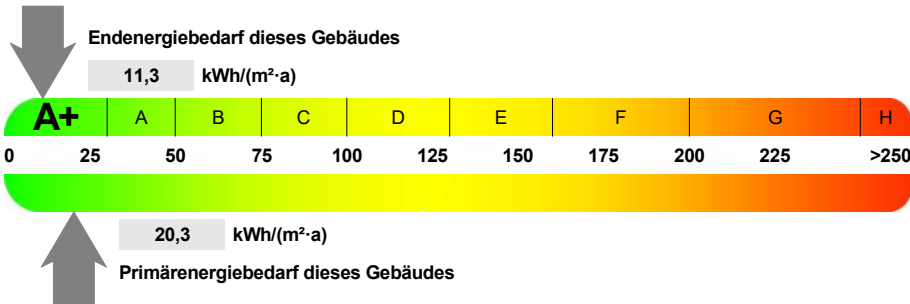 Endenergiebedarf dieses Gebäudes
11,3 kWh/(m²·a)
A+ A B C D E F G H
0 25 50 75 100 125 150 175 200 225 >250
20,3 kWh/(m²·a)
Primärenergiebedarf dieses Gebäudes